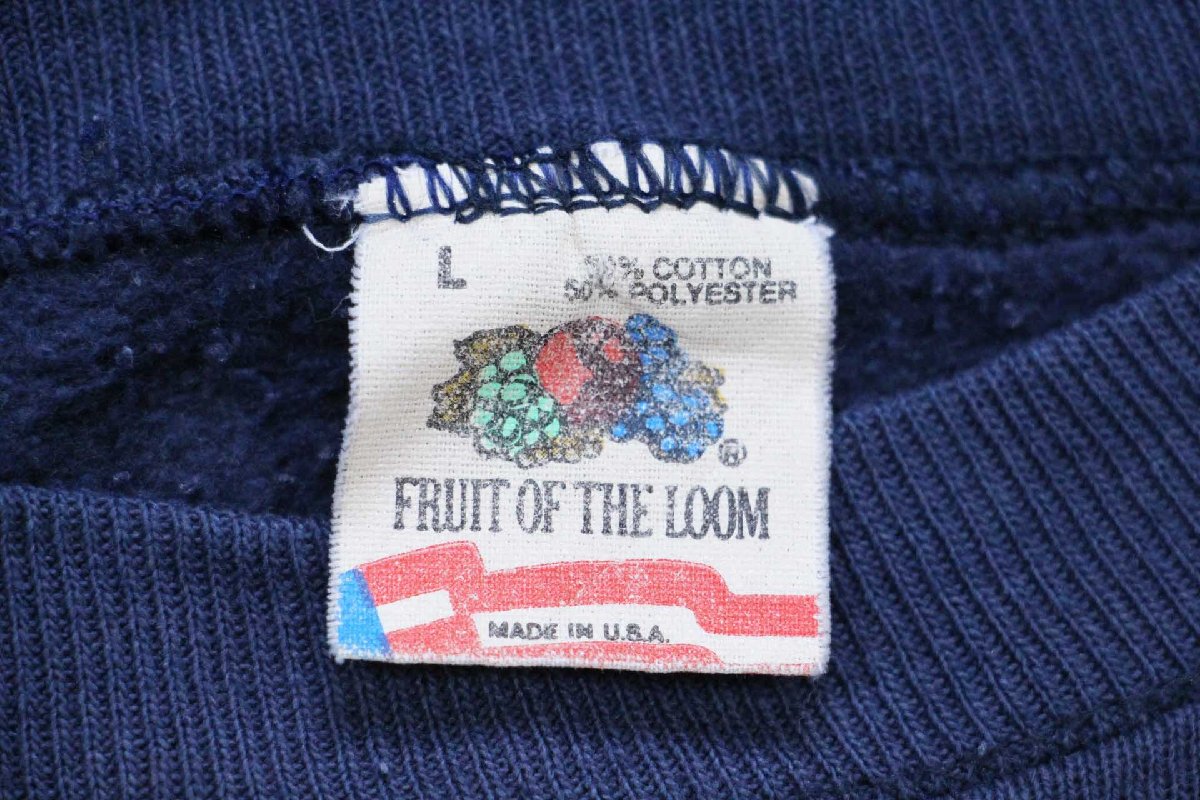 L
50% COTTON
50% POLYESTER
®
FRUIT OF THE LOOM
MADE IN U.S.A.